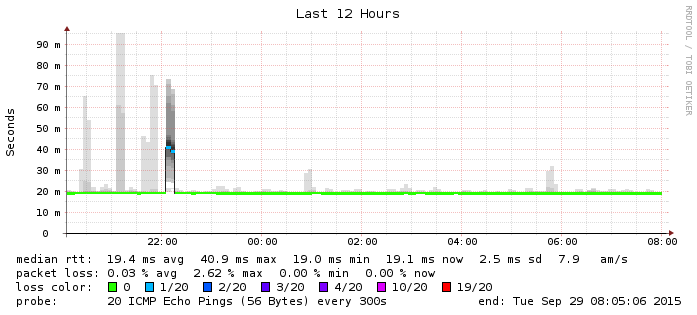 Last 12 Hours
RRDTOOL / TOBI OETIKER
Seconds
90 m
80 m
70 m
60 m
50 m
40 m
30 m
20 m
10 m
0
22:00 00:00 02:00 04:00 06:00 08:00
median rtt: 19.4 ms avg 40.9 ms max 19.0 ms min 19.1 ms now 2.5 ms sd 7.9 am/s
packet loss: 0.03 % avg 2.62 % max 0.00 % min 0.00 % now
loss color: 0 1/20 2/20 3/20 4/20 10/20 19/20
probe: 20 ICMP Echo Pings (56 Bytes) every 300s end: Tue Sep 29 08:05:06 2015